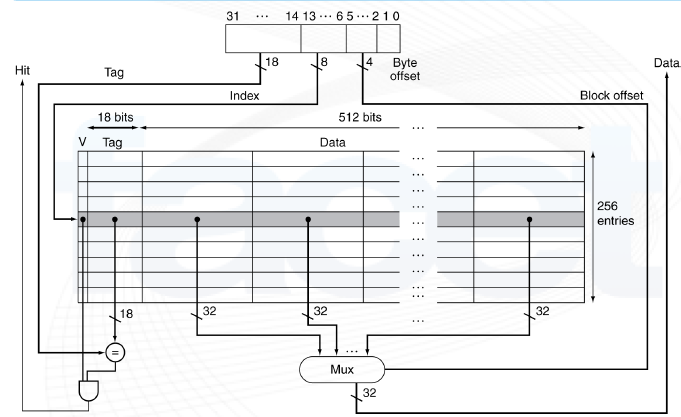 31 ··· 14 13 ··· 6 5 ··· 2 1 0
18 8 4 Byte offset
Hit Tag Data
Index Block offset
18 bits 512 bits ...
V Tag Data
...
...
...
...
256 entries
...
...
...
...
...
...
18 32 32 ... 32
= ...
Mux
32
facet